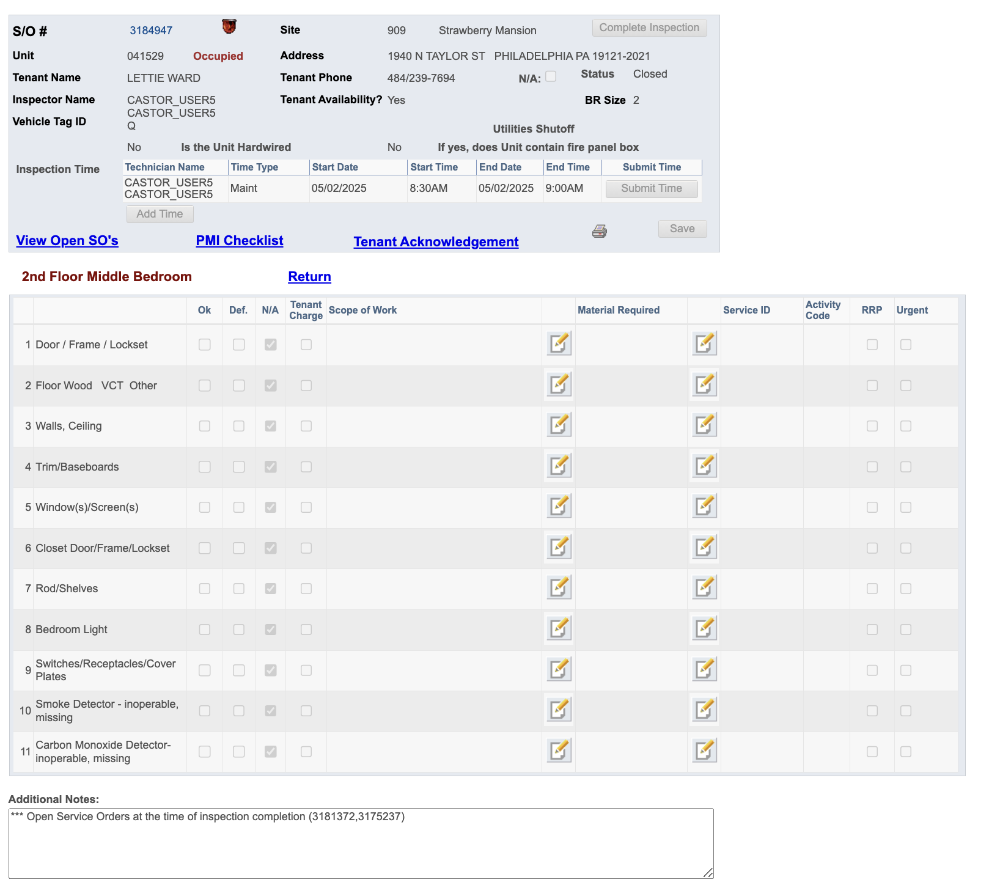 S/O # 3184947 Site 909 Strawberry Mansion Complete Inspection
Unit 041529 Occupied Address 1940 N TAYLOR ST PHILADELPHIA PA 19121-2021
Tenant Name LETTIE WARD Tenant Phone 484/239-7694 N/A: Status Closed
Inspector Name CASTOR_USER5 CASTOR_USER5 Tenant Availability? Yes BR Size 2
Vehicle Tag ID Q
Utilities Shutoff
No Is the Unit Hardwired No If yes, does Unit contain fire panel box
Inspection Time
Technician Name Time Type Start Date Start Time End Date End Time Submit Time
CASTOR_USER5 CASTOR_USER5 Maint 05/02/2025 8:30AM 05/02/2025 9:00AM Submit Time
Add Time
Save
View Open SO's PMI Checklist Tenant Acknowledgement
2nd Floor Middle Bedroom Return
Ok Def. N/A Tenant Charge Scope of Work Material Required Service ID Activity Code RRP Urgent
1 Door / Frame / Lockset
2 Floor Wood VCT Other
3 Walls, Ceiling
4 Trim/Baseboards
5 Window(s)/Screen(s)
6 Closet Door/Frame/Lockset
7 Rod/Shelves
8 Bedroom Light
9 Switches/Receptacles/Cover Plates
10 Smoke Detector - inoperable, missing
11 Carbon Monoxide Detector- inoperable, missing
Additional Notes:
*** Open Service Orders at the time of inspection completion (3181372,3175237)